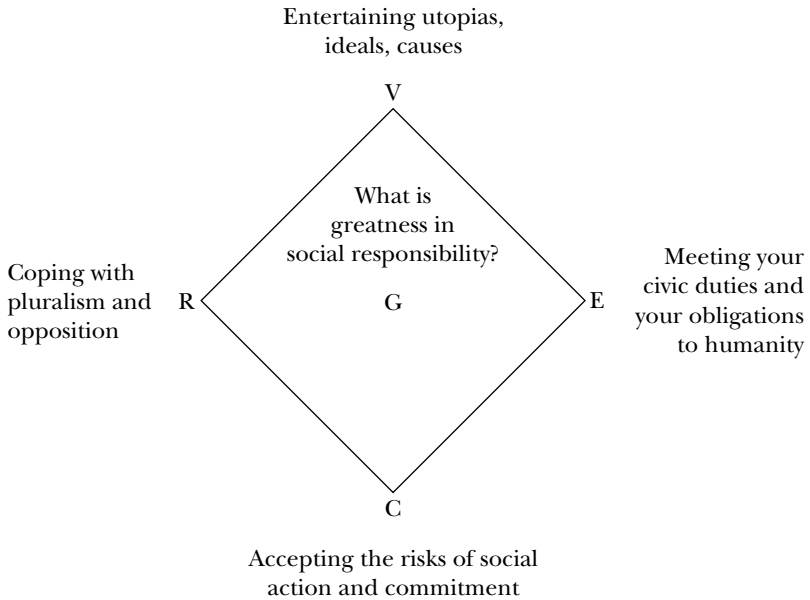 Entertaining utopias,
ideals, causes
V
What is
greatness in
social responsibility?
Coping with
pluralism and
opposition
R
G
E
Meeting your
civic duties and
your obligations
to humanity
C
Accepting the risks of social
action and commitment